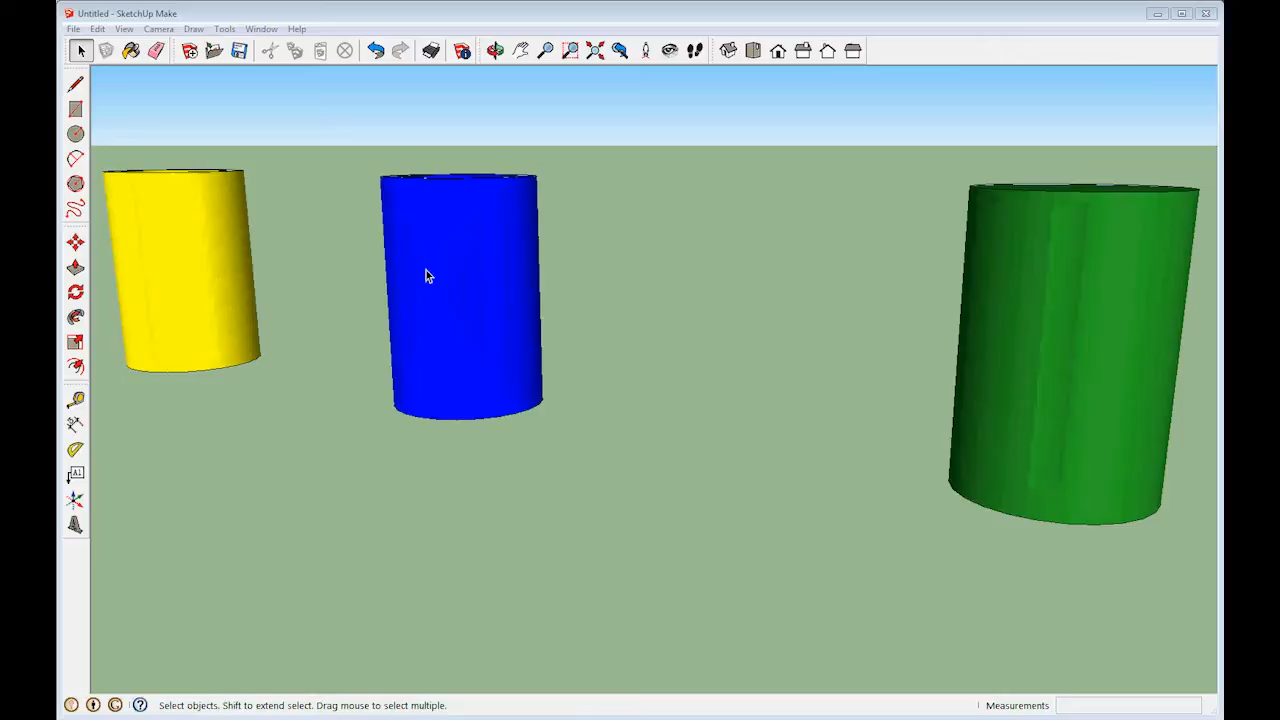 Untitled - SketchUp Make
File Edit View Camera Draw Tools Window Help
A1
Select objects. Shift to extend select. Drag mouse to select multiple.
Measurements